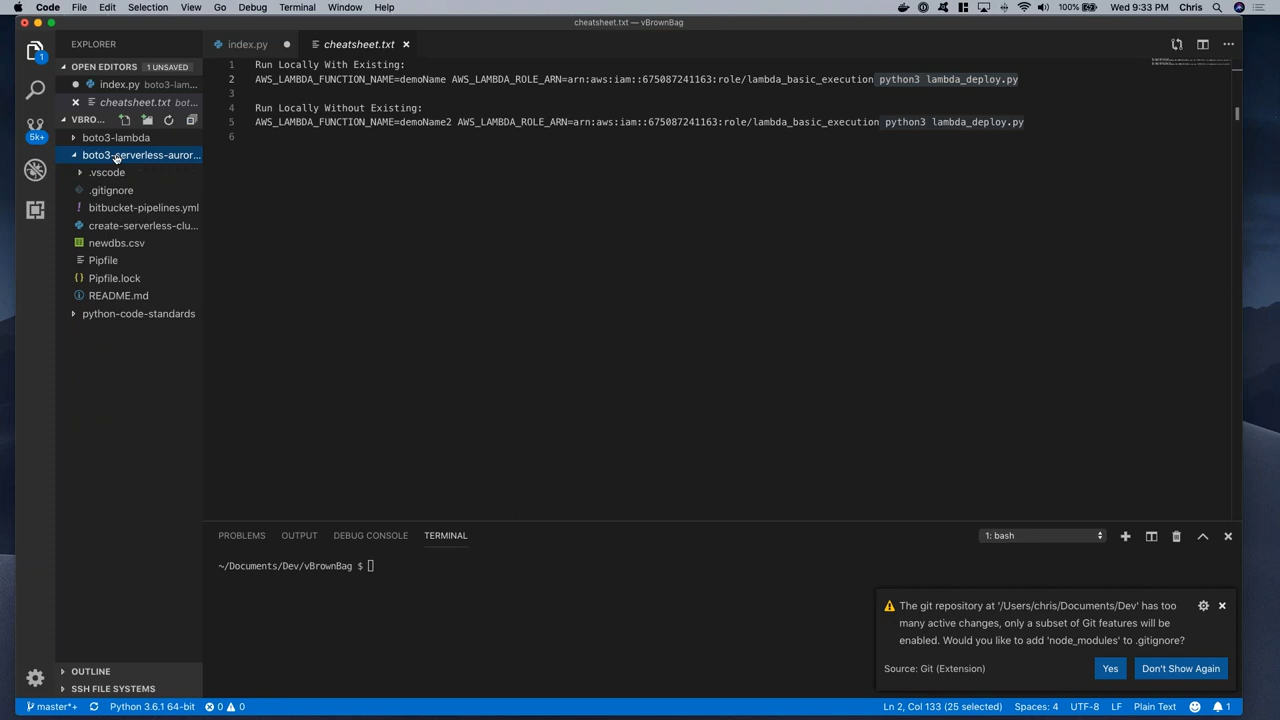 Code File Edit Selection View Go Debug Terminal Window Help
100% Wed 9:33 PM Chris
cheatsheet.txt — vBrownBag
EXPLORER
index.py
cheatsheet.txt
OPEN EDITORS 1 UNSAVED
index.py boto3-lam...
cheatsheet.txt bot...
VBRO...
boto3-lambda
boto3-serverless-auror...
.vscode
.gitignore
bitbucket-pipelines.yml
create-serverless-clu...
newdbs.csv
Pipfile
Pipfile.lock
README.md
python-code-standards
1
5k+
1 Run Locally With Existing:
2 AWS_LAMBDA_FUNCTION_NAME=demoName AWS_LAMBDA_ROLE_ARN=arn:aws:iam::675087241163:role/lambda_basic_execution python3 lambda_deploy.py
3
4 Run Locally Without Existing:
5 AWS_LAMBDA_FUNCTION_NAME=demoName2 AWS_LAMBDA_ROLE_ARN=arn:aws:iam::675087241163:role/lambda_basic_execution python3 lambda_deploy.py
6
PROBLEMS OUTPUT DEBUG CONSOLE TERMINAL
1: bash
~/Documents/Dev/vBrownBag $
The git repository at '/Users/chris/Documents/Dev' has too
many active changes, only a subset of Git features will be
enabled. Would you like to add 'node_modules' to .gitignore?
Source: Git (Extension)
Yes
Don't Show Again
OUTLINE
SSH FILE SYSTEMS
master*+ Python 3.6.1 64-bit 0 0
Ln 2, Col 133 (25 selected) Spaces: 4 UTF-8 LF Plain Text 1